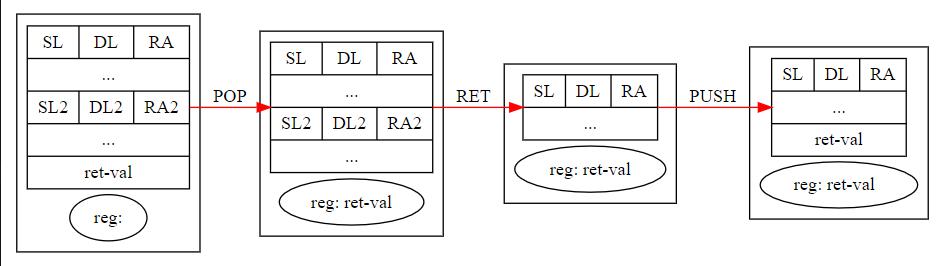 SL DL RA
...
SL2 DL2 RA2
...
ret-val
reg:
POP
SL DL RA
...
SL2 DL2 RA2
...
reg: ret-val
RET
SL DL RA
...
reg: ret-val
PUSH
SL DL RA
...
ret-val
reg: ret-val